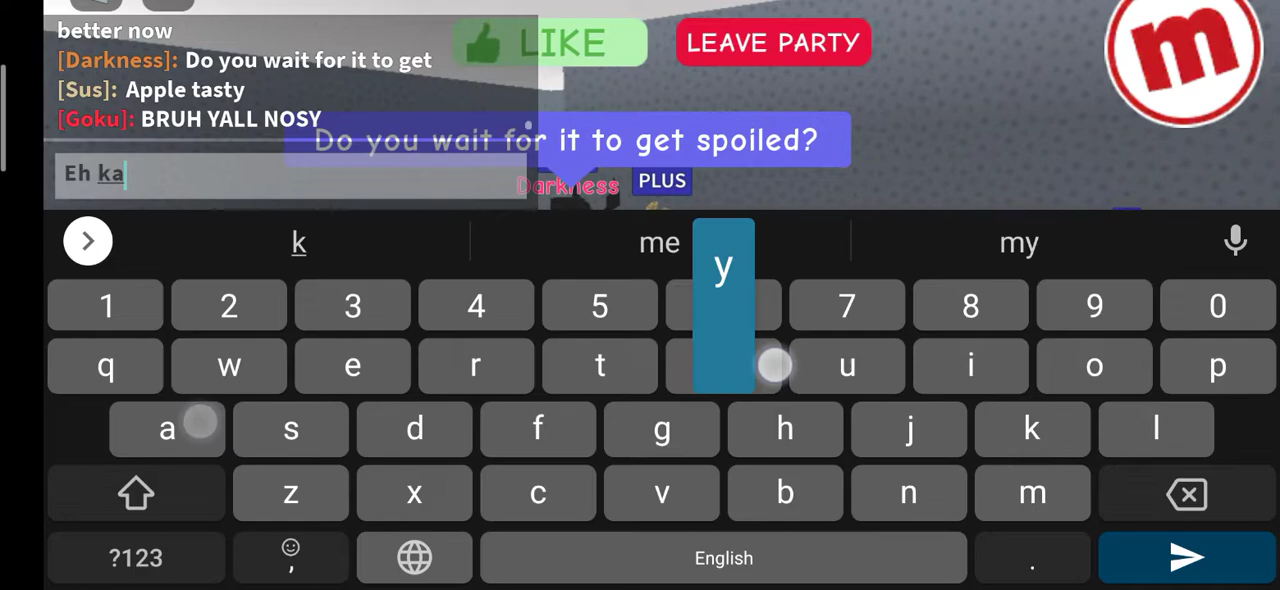 better now
[Darkness]: Do you wait for it to get
[Sus]: Apple tasty
[Goku]: BRUH YALL NOSY
Eh ka
LIKE
LEAVE PARTY
m
Do you wait for it to get spoiled?
Darkness
PLUS
k me my
y
1 2 3 4 5 7 8 9 0
q w e r t u i o p
a s d f g h j k l
z x c v b n m
?123 , English .